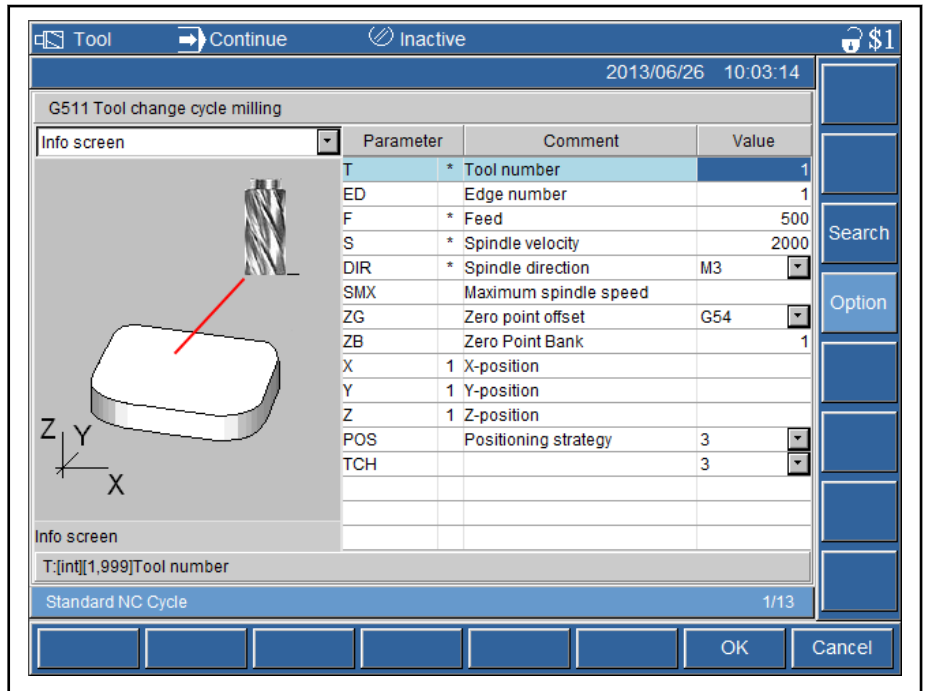 Tool Continue Inactive $1
2013/06/26 10:03:14
G511 Tool change cycle milling
Info screen
Parameter Comment Value
T * Tool number 1
ED Edge number 1
F * Feed 500
S * Spindle velocity 2000
DIR * Spindle direction M3
SMX Maximum spindle speed
ZG Zero point offset G54
ZB Zero Point Bank 1
X 1 X-position
Y 1 Y-position
Z 1 Z-position
POS Positioning strategy 3
TCH 3
Z
Y
X
Info screen
T:[int][1,999]Tool number
Standard NC Cycle 1/13
Search
Option
OK Cancel